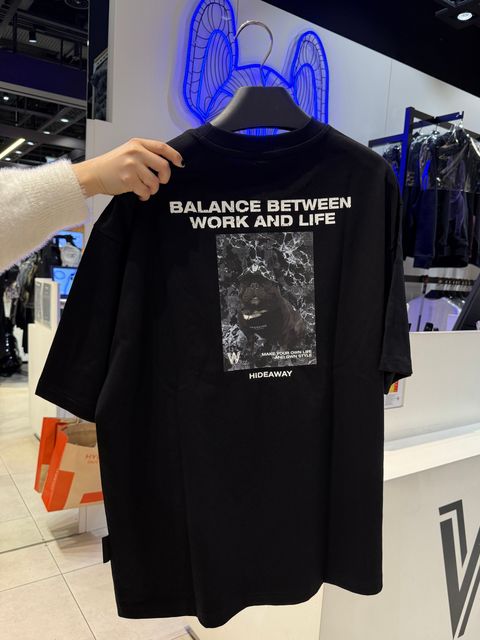 BALANCE BETWEEN
WORK AND LIFE
W
MAKE YOUR OWN LIFE
AND OWN STYLE
HIDEAWAY